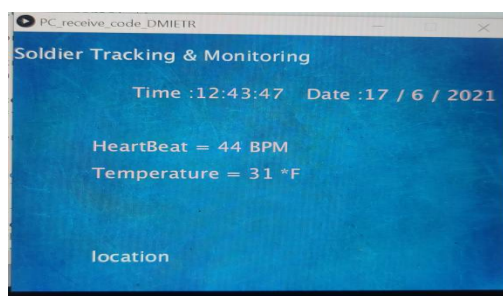 PC_receive_code_DMIETR
Soldier Tracking & Monitoring
Time :12:43:47 Date :17 / 6 / 2021
HeartBeat = 44 BPM
Temperature = 31 *F
location